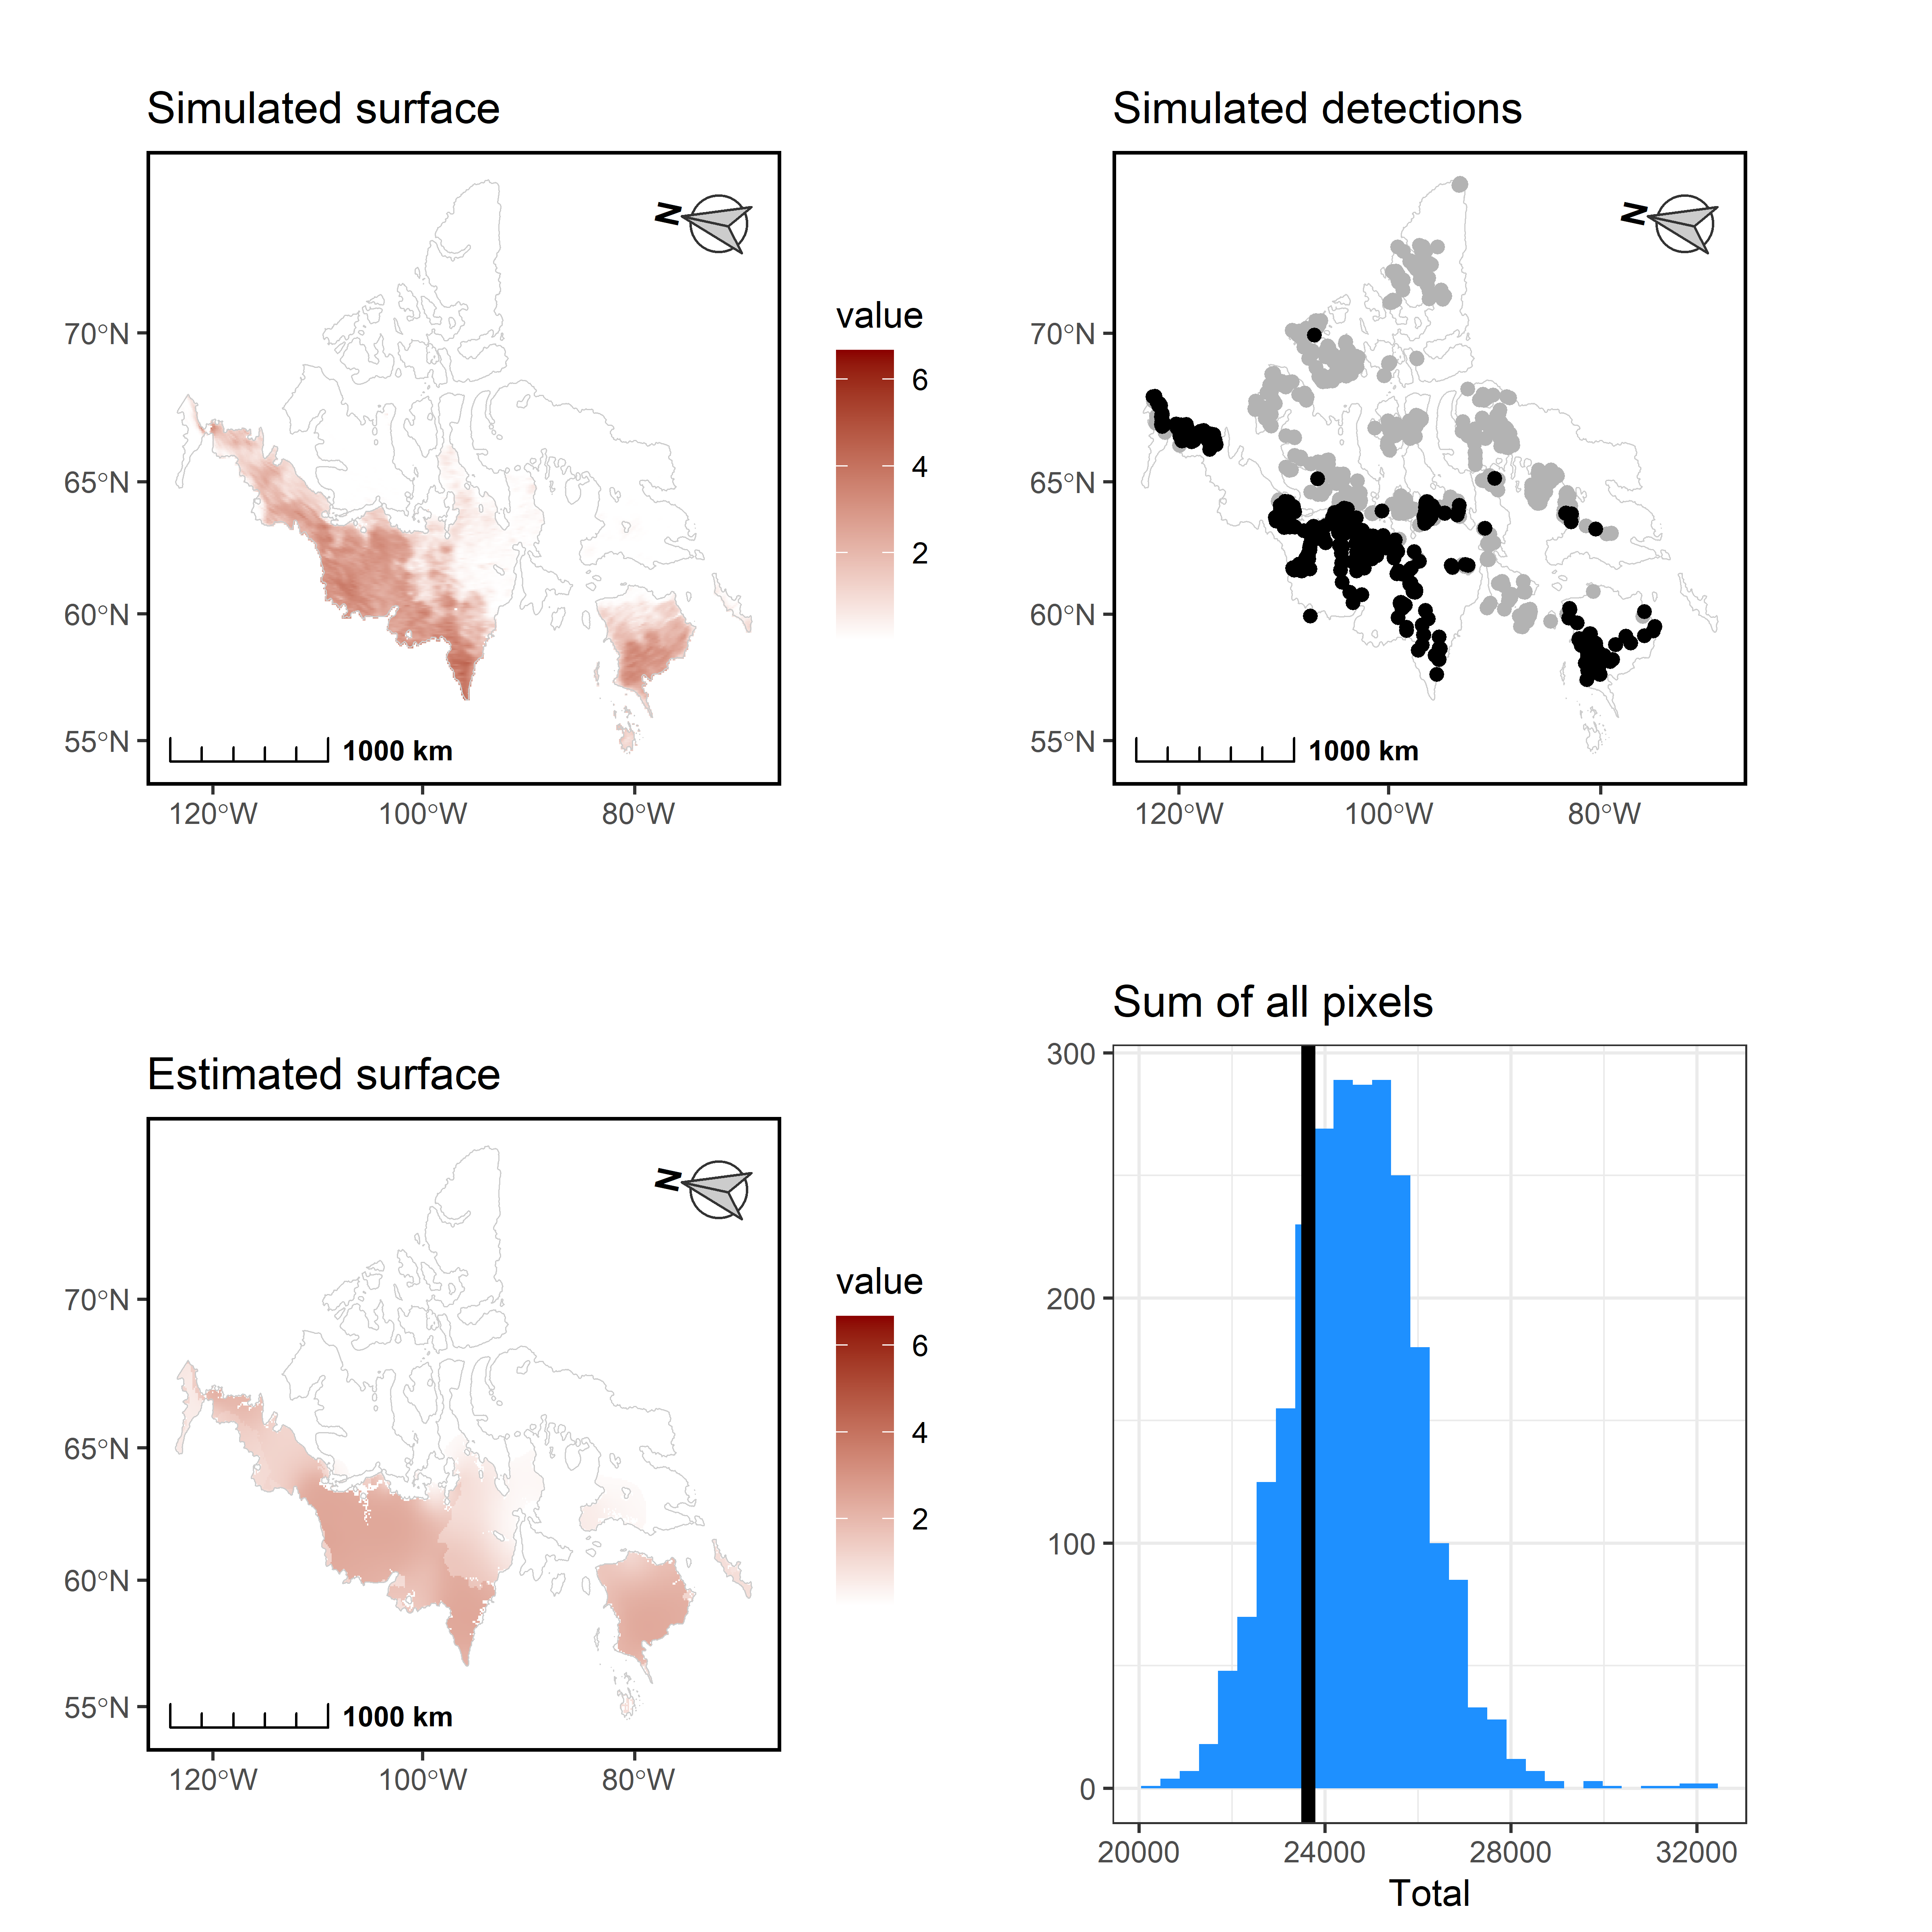 Simulated surface
N
70°N
65°N
60°N
55°N
1000 km
120°W 100°W 80°W
value
6
4
2
Simulated detections
N
70°N
65°N
60°N
55°N
1000 km
120°W 100°W 80°W
Estimated surface
N
70°N
65°N
60°N
55°N
1000 km
120°W 100°W 80°W
value
6
4
2
Sum of all pixels
300
200
100
0
20000 24000 28000 32000
Total